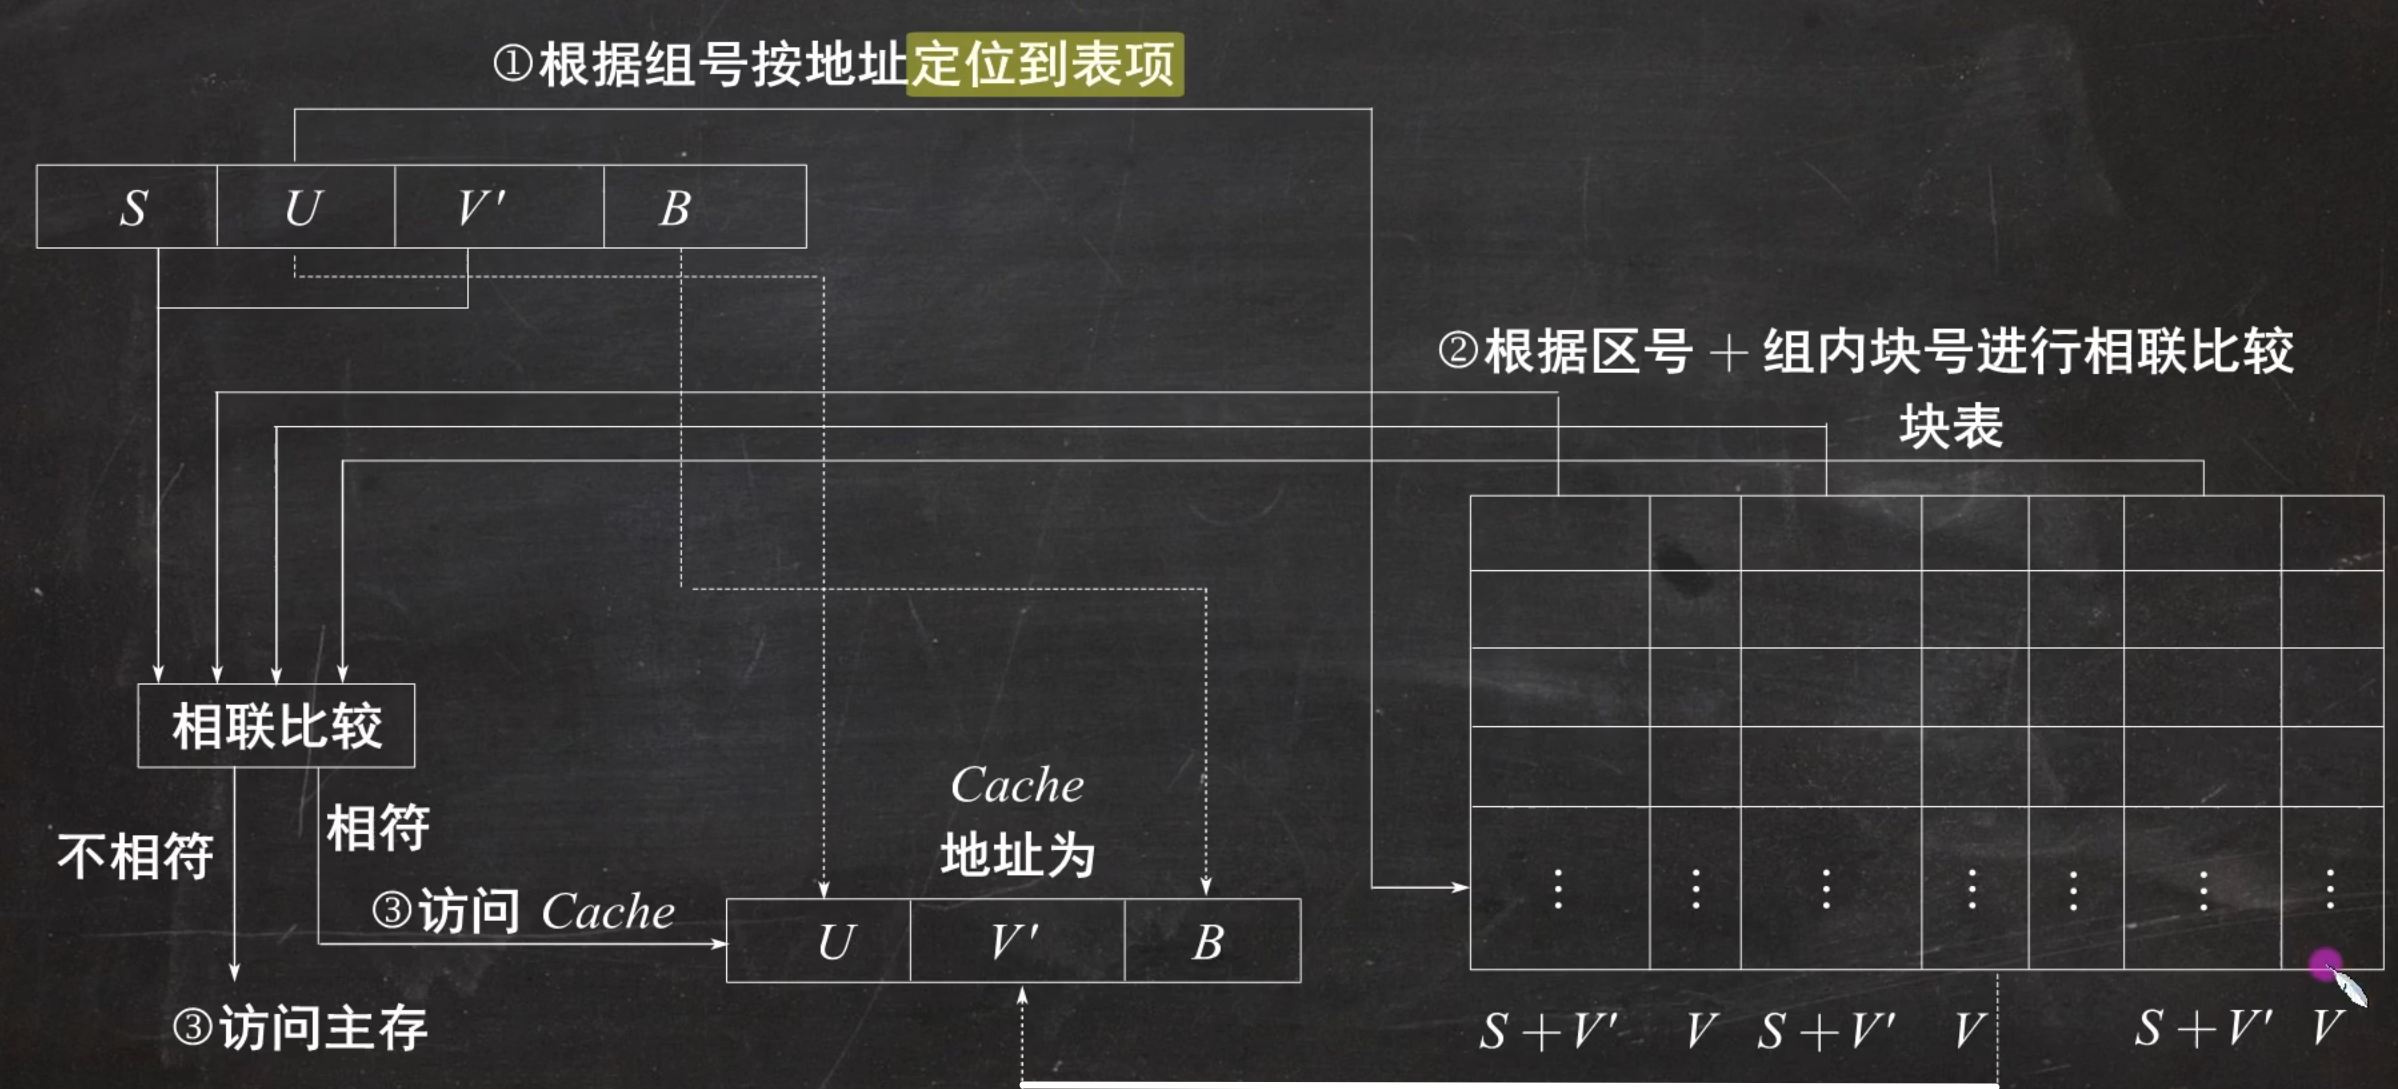 ①根据组号按地址定位到表项
S U V' B
②根据区号+组内块号进行相联比较
块表
相联比较
不相符
相符
③访问 Cache
③访问主存
Cache
地址为
U V' B
⋮ ⋮ ⋮ ⋮ ⋮ ⋮ ⋮
S+V' V S+V' V S+V' V